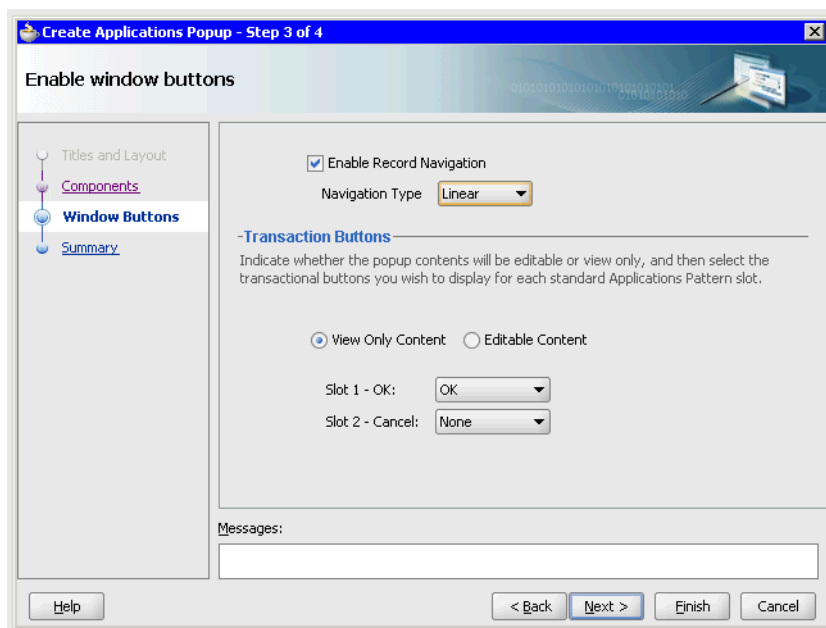 Create Applications Popup - Step 3 of 4
Enable window buttons
Titles and Layout
Components
Window Buttons
Summary
Enable Record Navigation
Navigation Type Linear
Transaction Buttons
Indicate whether the popup contents will be editable or view only, and then select the
transactional buttons you wish to display for each standard Applications Pattern slot.
View Only Content Editable Content
Slot 1 - OK: OK
Slot 2 - Cancel: None
Messages:
Help < Back Next > Finish Cancel